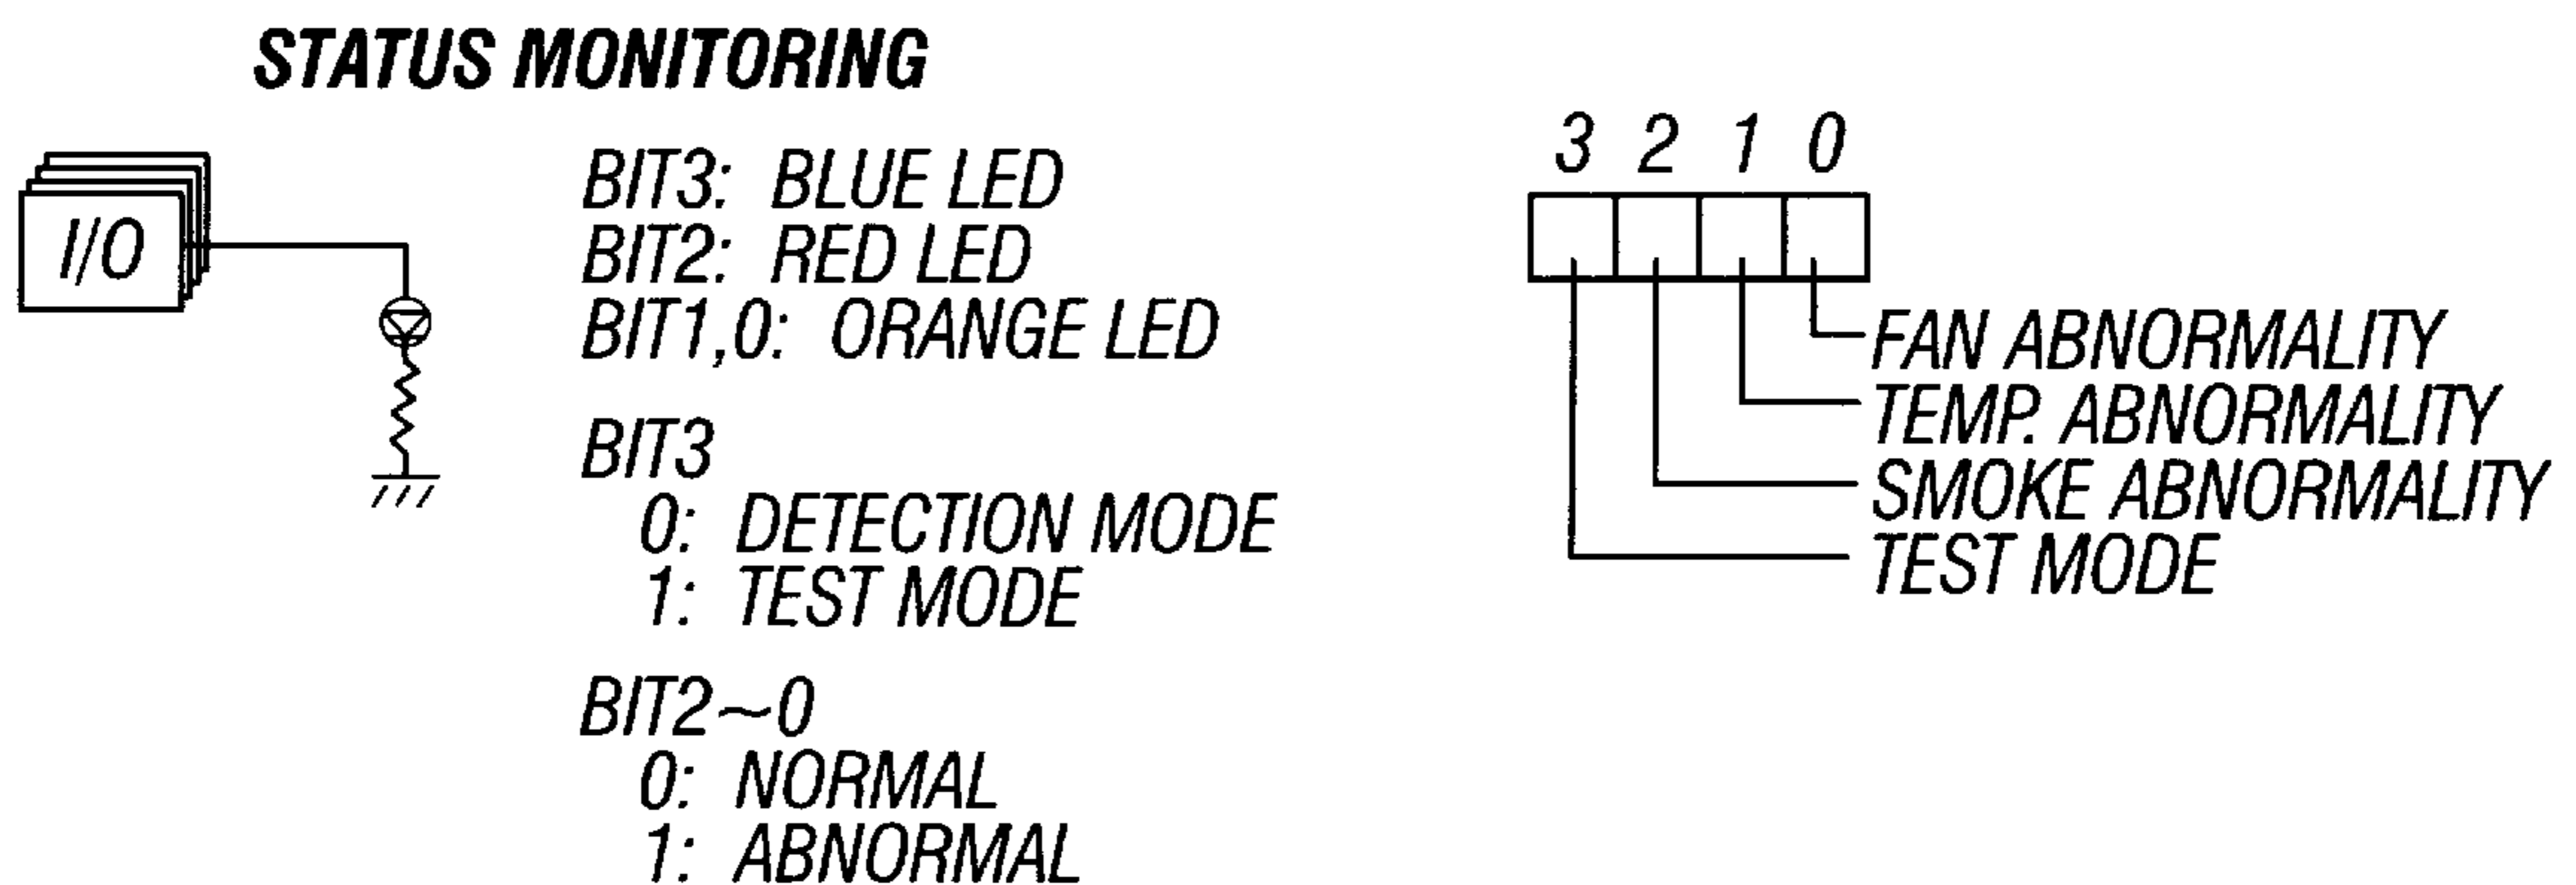 STATUS MONITORING
I/O
BIT3: BLUE LED
BIT2: RED LED
BIT1,0: ORANGE LED
BIT3
0: DETECTION MODE
1: TEST MODE
BIT2~0
0: NORMAL
1: ABNORMAL
3 2 1 0
FAN ABNORMALITY
TEMP. ABNORMALITY
SMOKE ABNORMALITY
TEST MODE